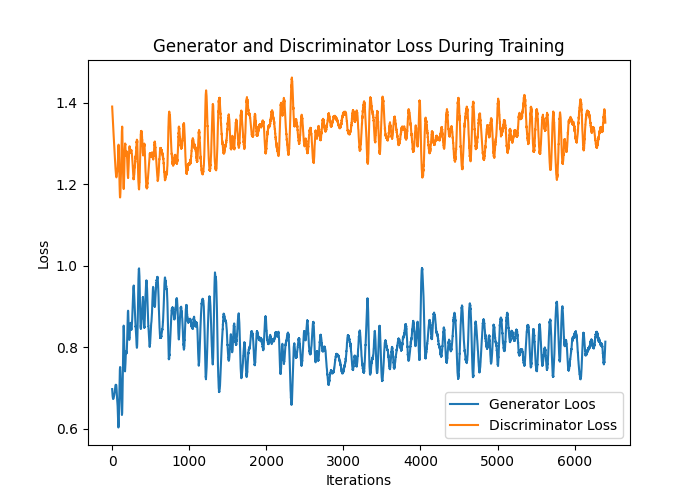 Generator and Discriminator Loss During Training
Loss
1.4
1.2
1.0
0.8
0.6
0
1000
2000
3000
4000
5000
6000
Iterations
Generator Loos
Discriminator Loss